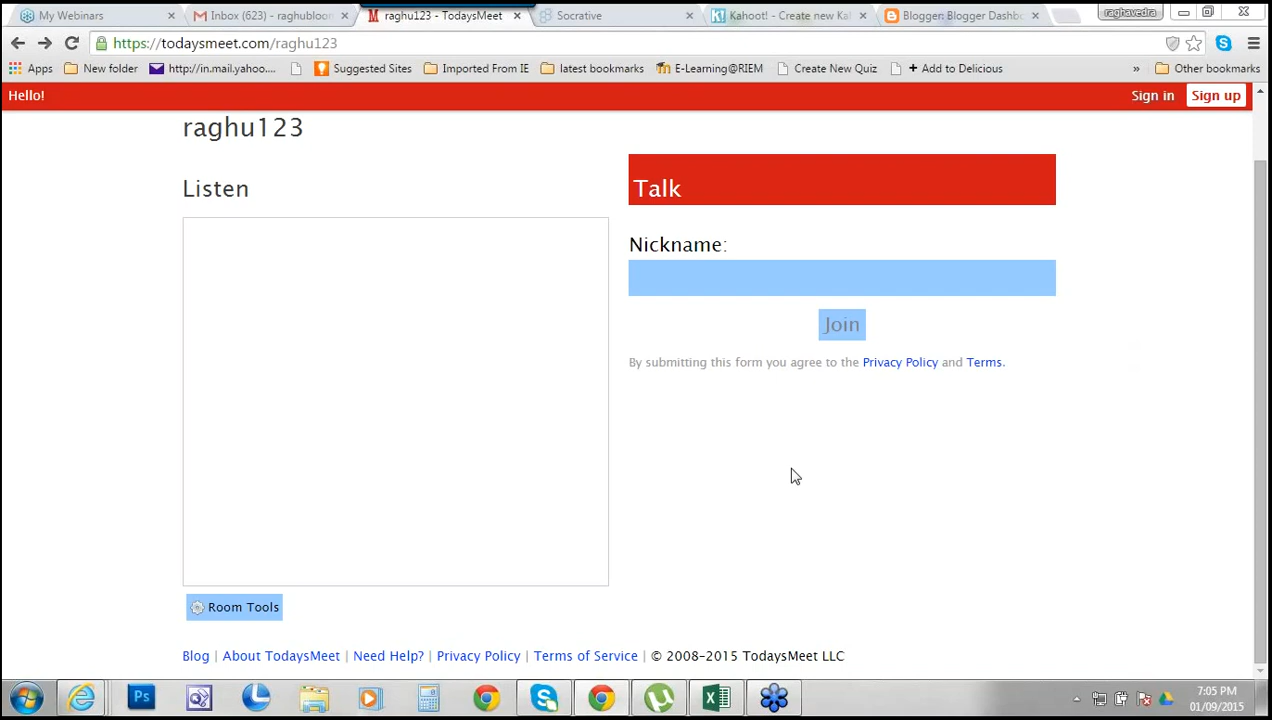 My Webinars
Inbox (623) - raghubloom
raghu123 - TodaysMeet
Socrative
Kahoot! - Create new Kal
Blogger: Blogger Dashbo
raghavedra
https://todaysmeet.com/raghu123
Apps
New folder
http://in.mail.yahoo....
Suggested Sites
Imported From IE
latest bookmarks
E-Learning@RIEM
Create New Quiz
+ Add to Delicious
»
Other bookmarks
Hello!
Sign in
Sign up
raghu123
Listen
Talk
Nickname:
Join
By submitting this form you agree to the Privacy Policy and Terms.
Room Tools
Blog | About TodaysMeet | Need Help? | Privacy Policy | Terms of Service | © 2008-2015 TodaysMeet LLC
Ps
7:05 PM
01/09/2015